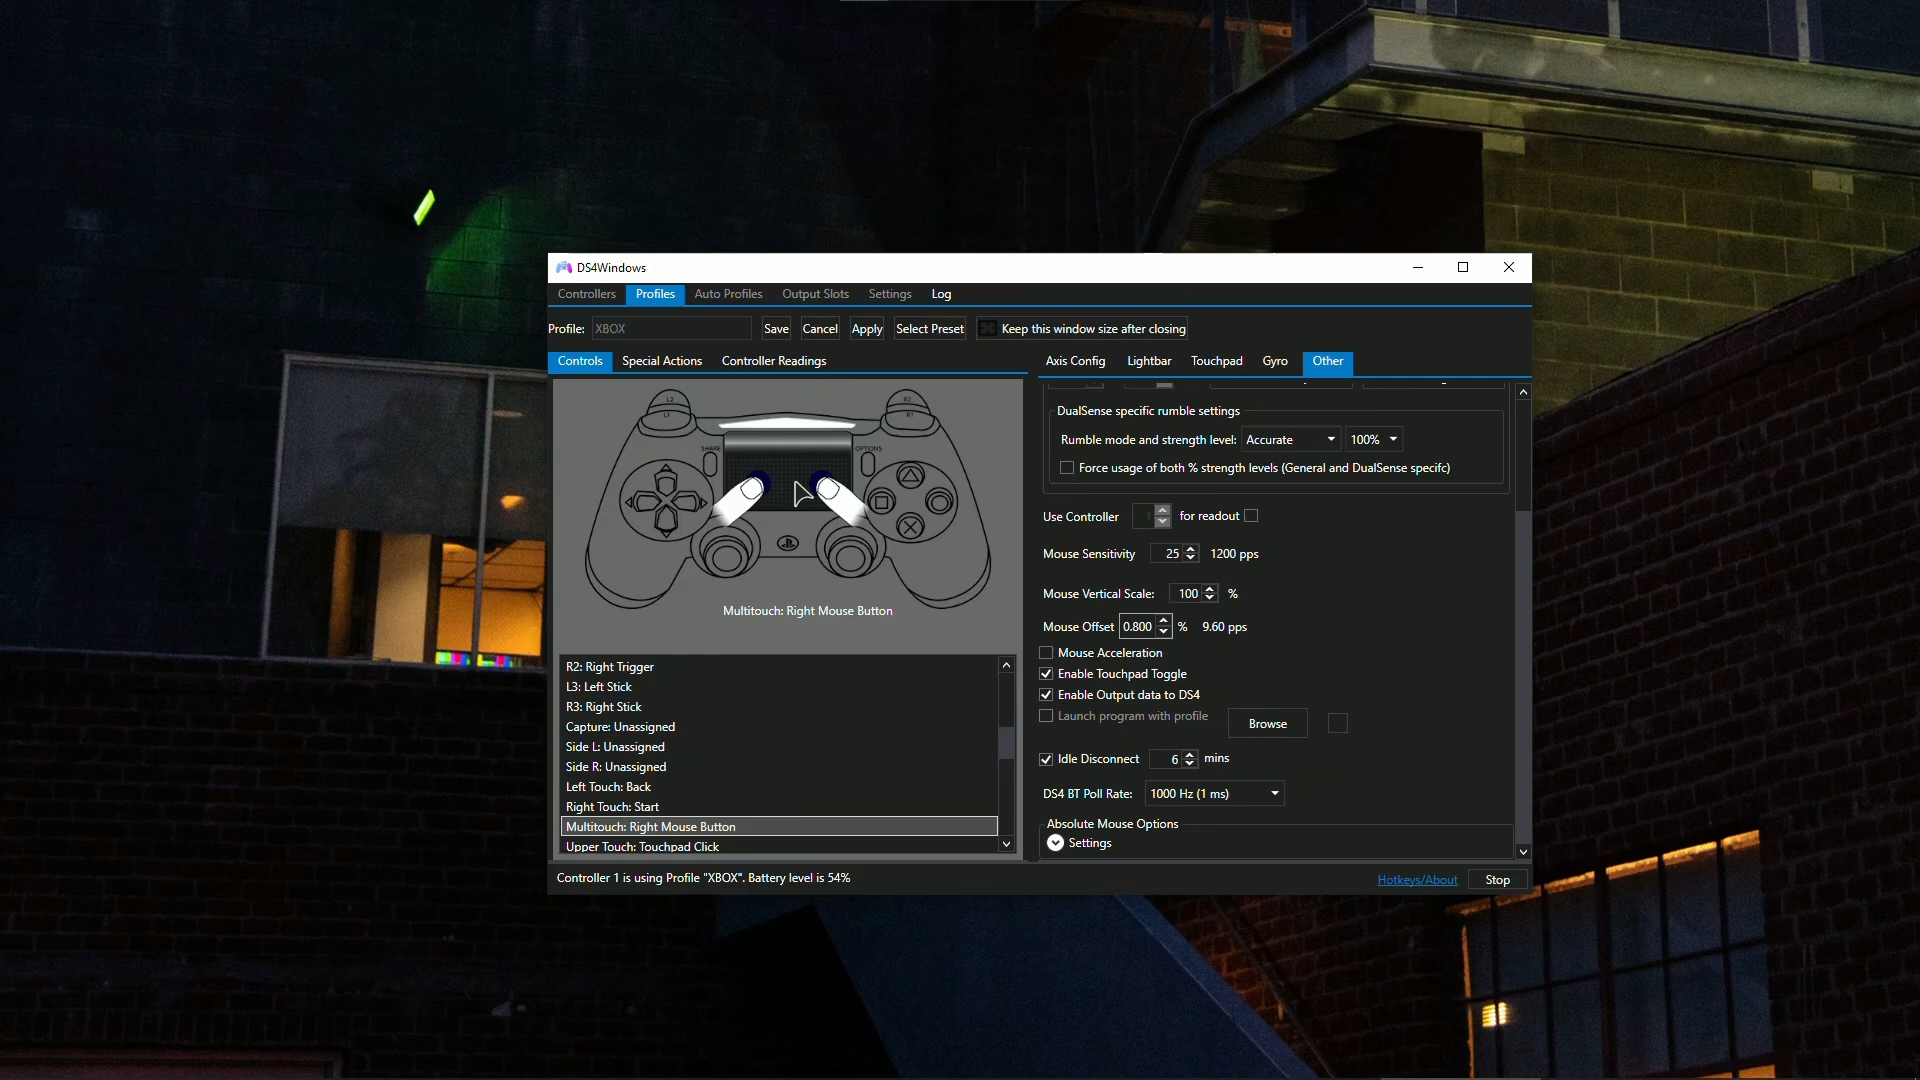 DS4Windows
Controllers Profiles Auto Profiles Output Slots Settings Log
Profile: XBOX Save Cancel Apply Select Preset Keep this window size after closing
Controls Special Actions Controller Readings
Axis Config Lightbar Touchpad Gyro Other
L2 R2
L1 R1
SHARE OPTIONS
Multitouch: Right Mouse Button
R2: Right Trigger
L3: Left Stick
R3: Right Stick
Capture: Unassigned
Side L: Unassigned
Side R: Unassigned
Left Touch: Back
Right Touch: Start
Multitouch: Right Mouse Button
Upper Touch: Touchpad Click
DualSense specific rumble settings
Rumble mode and strength level: Accurate 100%
Force usage of both % strength levels (General and DualSense specifc)
Use Controller 1 for readout
Mouse Sensitivity 25 1200 pps
Mouse Vertical Scale: 100 %
Mouse Offset 0.800 % 9.60 pps
Mouse Acceleration
Enable Touchpad Toggle
Enable Output data to DS4
Launch program with profile Browse
Idle Disconnect 6 mins
DS4 BT Poll Rate: 1000 Hz (1 ms)
Absolute Mouse Options
Settings
Controller 1 is using Profile "XBOX". Battery level is 54%
Hotkeys/About Stop